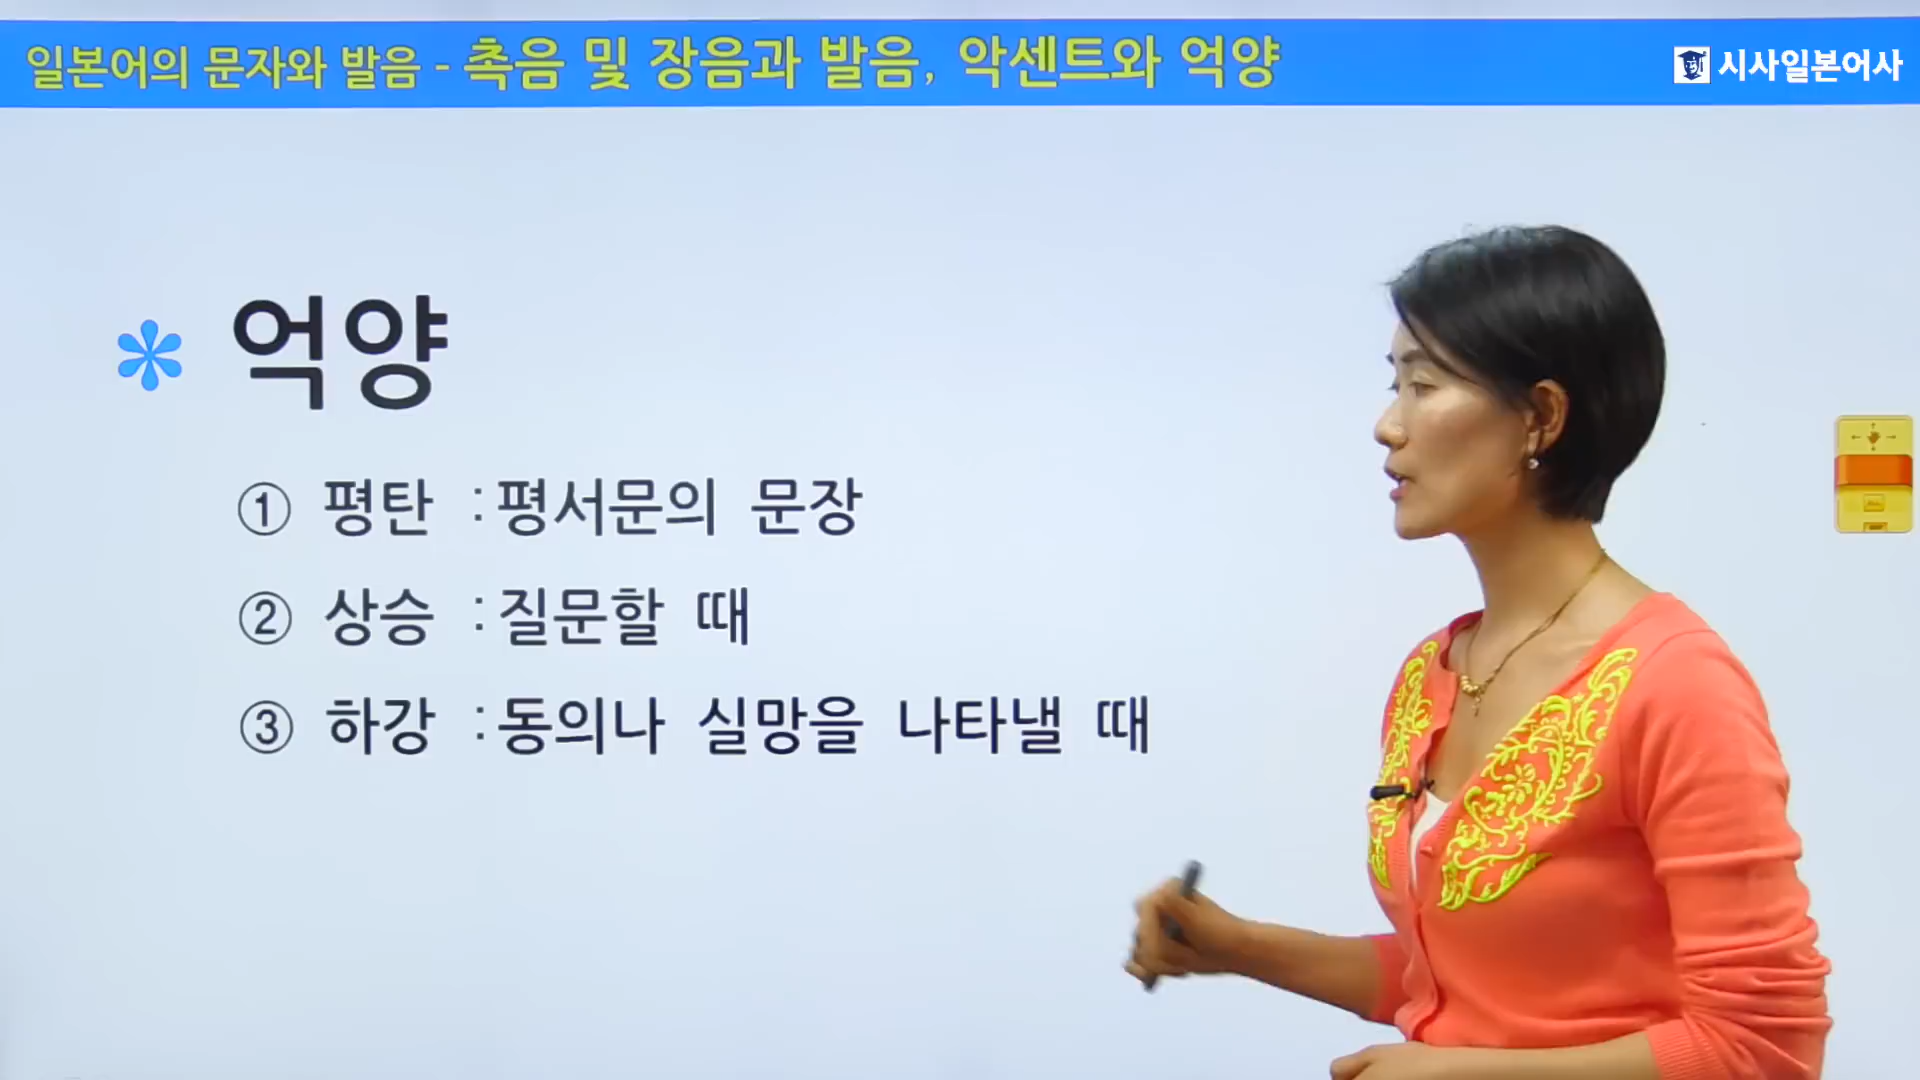 일본어의 문자와 발음 - 촉음 및 장음과 발음, 악센트와 억양
시사일본어사
* 억양
① 평탄 : 평서문의 문장
② 상승 : 질문할 때
③ 하강 : 동의나 실망을 나타낼 때